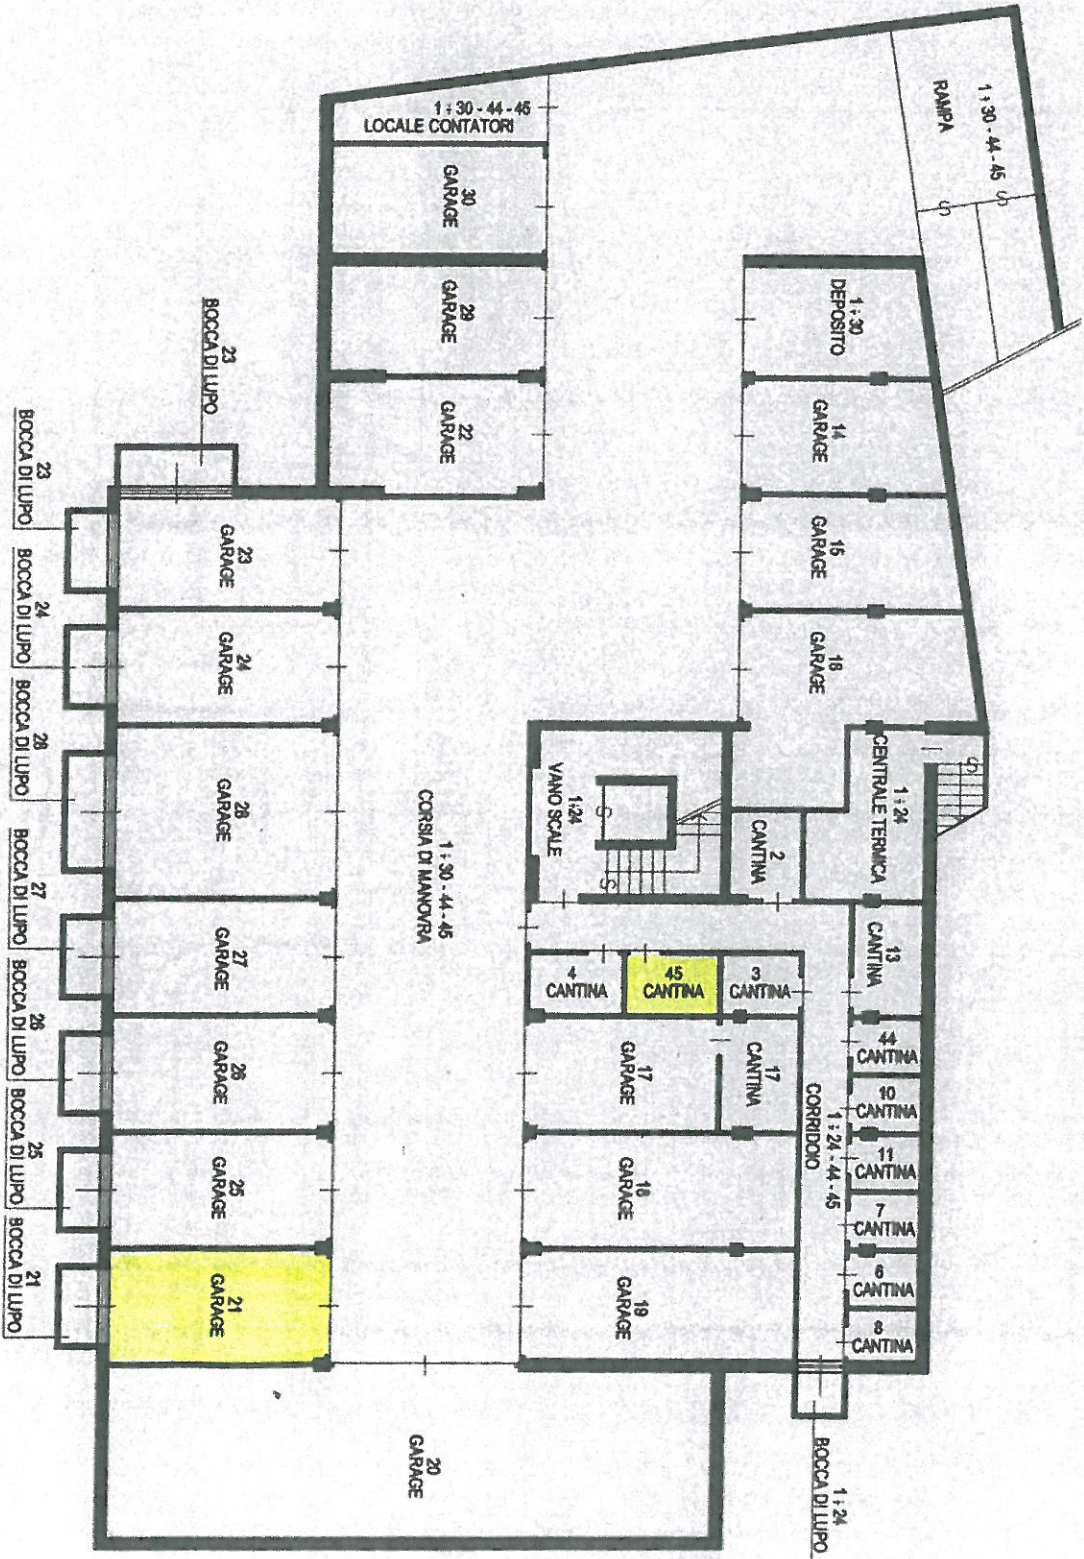 1÷30-44-45
RAMPA
1÷30-44-45
LOCALE CONTATORI
30
GARAGE
29
GARAGE
22
GARAGE
1÷30
DEPOSITO
14
GARAGE
15
GARAGE
GARAGE
23
BOCCA DI LUPO
23
BOCCA DI LUPO
24
BOCCA DI LUPO
28
BOCCA DI LUPO
27
BOCCA DI LUPO
26
BOCCA DI LUPO
25
BOCCA DI LUPO
21
BOCCA DI LUPO
23
GARAGE
24
GARAGE
28
GARAGE
27
GARAGE
26
GARAGE
25
GARAGE
21
GARAGE
1÷30-44-45
CORSIA DI MANOVRA
1÷24
VANO SCALE
S
S
S
S
S
2
CANTINA
1÷24
CENTRALE TERMICA
13
CANTINA
4
CANTINA
45
CANTINA
3
CANTINA
17
GARAGE
17
CANTINA
18
GARAGE
19
GARAGE
1÷24-44-45
CORRIDOIO
44
CANTINA
10
CANTINA
11
CANTINA
7
CANTINA
6
CANTINA
8
CANTINA
20
GARAGE
1÷24
BOCCA DI LUPO